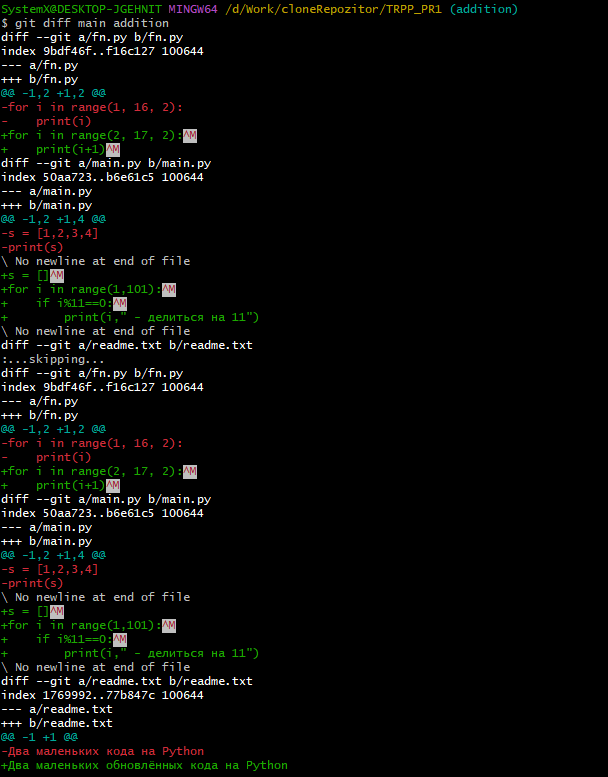 SystemX@DESKTOP-JGEHNIT MINGW64 /d/Work/cloneRepozitor/TRPP_PR1 (addition)
$ git diff main addition
diff --git a/fn.py b/fn.py
index 9bdf46f..f16c127 100644
--- a/fn.py
+++ b/fn.py
@@ -1,2 +1,2 @@
-for i in range(1, 16, 2):
-    print(i)
+for i in range(2, 17, 2):^M
+    print(i+1)^M
diff --git a/main.py b/main.py
index 50aa723..b6e61c5 100644
--- a/main.py
+++ b/main.py
@@ -1,2 +1,4 @@
-s = [1,2,3,4]
-print(s)
\ No newline at end of file
+s = []^M
+for i in range(1,101):^M
+    if i%11==0:^M
+        print(i," - делиться на 11")
\ No newline at end of file
diff --git a/readme.txt b/readme.txt
:...skipping...
diff --git a/fn.py b/fn.py
index 9bdf46f..f16c127 100644
--- a/fn.py
+++ b/fn.py
@@ -1,2 +1,2 @@
-for i in range(1, 16, 2):
-    print(i)
+for i in range(2, 17, 2):^M
+    print(i+1)^M
diff --git a/main.py b/main.py
index 50aa723..b6e61c5 100644
--- a/main.py
+++ b/main.py
@@ -1,2 +1,4 @@
-s = [1,2,3,4]
-print(s)
\ No newline at end of file
+s = []^M
+for i in range(1,101):^M
+    if i%11==0:^M
+        print(i," - делиться на 11")
\ No newline at end of file
diff --git a/readme.txt b/readme.txt
index 1769992..77b847c 100644
--- a/readme.txt
+++ b/readme.txt
@@ -1 +1 @@
-Два маленьких кода на Python
+Два маленьких обновлённых кода на Python